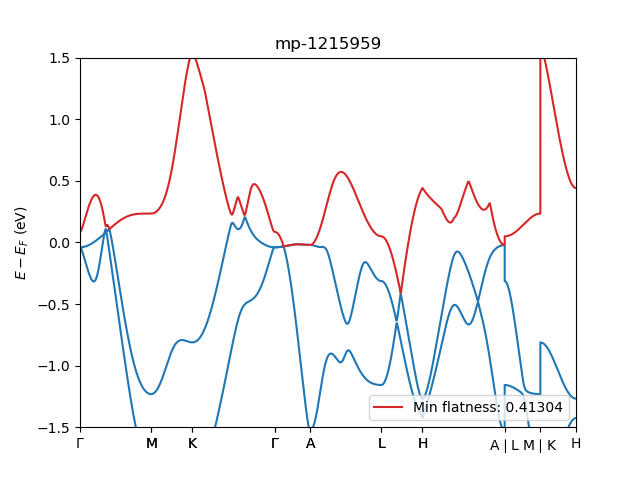 mp-1215959
1.5
1.0
0.5
0.0
−0.5
−1.0
−1.5
E − E_F (eV)
Min flatness: 0.41304
Γ M K Γ A L H A | L M | K H